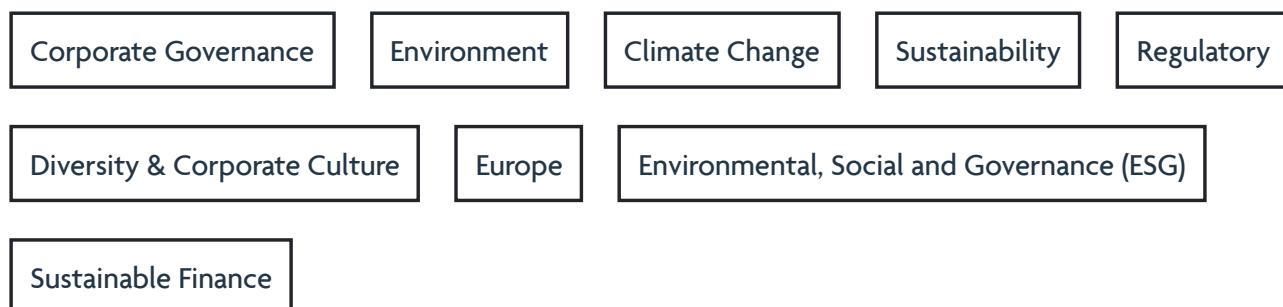 Corporate Governance Environment Climate Change Sustainability Regulatory
Diversity & Corporate Culture Europe Environmental, Social and Governance (ESG)
Sustainable Finance